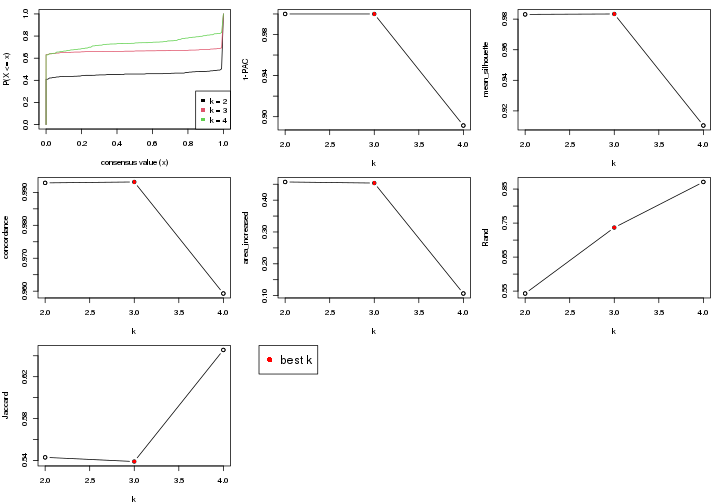 P(X <= x)
0.0 0.2 0.4 0.6 0.8 1.0
k = 2
k = 3
k = 4
0.0 0.2 0.4 0.6 0.8 1.0
consensus value (x)
1-PAC
0.90 0.94 0.98
2.0 2.5 3.0 3.5 4.0
k
mean_silhouette
0.92 0.94 0.96 0.98
2.0 2.5 3.0 3.5 4.0
k
concordance
0.960 0.970 0.980 0.990
2.0 2.5 3.0 3.5 4.0
k
area_increased
0.10 0.20 0.30 0.40
2.0 2.5 3.0 3.5 4.0
k
Rand
0.55 0.65 0.75 0.85
2.0 2.5 3.0 3.5 4.0
k
Jaccard
0.54 0.58 0.62
2.0 2.5 3.0 3.5 4.0
k
best k